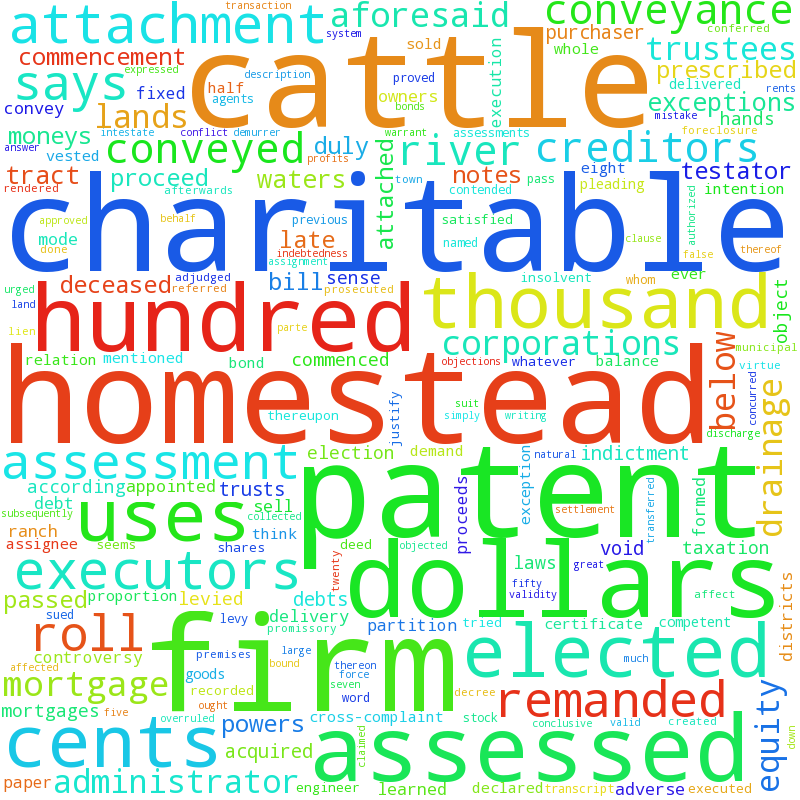 transaction
attachment
aforesaid
conveyance
system
conferred
commencement
cattle
sold
execution
purchaser
whole
trustees
expressed
says
description
proved
prescribed
half
agents
fixed
owners
delivered
rents
convey
lands
bonds
exceptions
moneys
intestate
conflict
demurrer
warrant
assessments
foreclosure
hands
mistake
answer
vested
conveyed
duly
attached
river
creditors
profits
tract
proceed
waters
town
notes
pass
eight
testator
pleading
rendered
afterwards
contended
intention
charitable
authorized
approved
behalf
previous
satisfied
mode
late
named
clause
done
indebtedness
false
thereof
assignment
urged
deceased
adjudged
referred
bill
sense
prosecuted
insolvent
whom
ever
land
hundred
thousand
object
lien
parte
corporations
below
municipal
relation
mentioned
bond
commenced
objections
whatever
balance
virtue
homestead
concurred
thereupon
justify
suit
simply
writing
discharge
drainage
assessment
patent
election
demand
exception
natural
indictment
according
appointed
trusts
proceeds
transferred
debt
uses
sell
collected
settlement
formed
subsequently
ranch
think
assignee
seems
shares
deed
objected
void
taxation
executors
twenty
dollars
laws
great
fifty
validity
affect
districts
passed
proportion
levied
debts
sued
levy
delivery
promissory
partition
tried
certificate
competent
roll
firm
elected
controversy
premises
large
thereon
much
affected
goods
bound
force
mortgage
recorded
seven
decree
remanded
equity
mortgages
five
ought
word
cents
overruled
powers
cross-complaint
stock
conclusive
valid
created
down
acquired
claimed
assessed
paper
administrator
engineer
learned
declared
transcript
adverse
executed